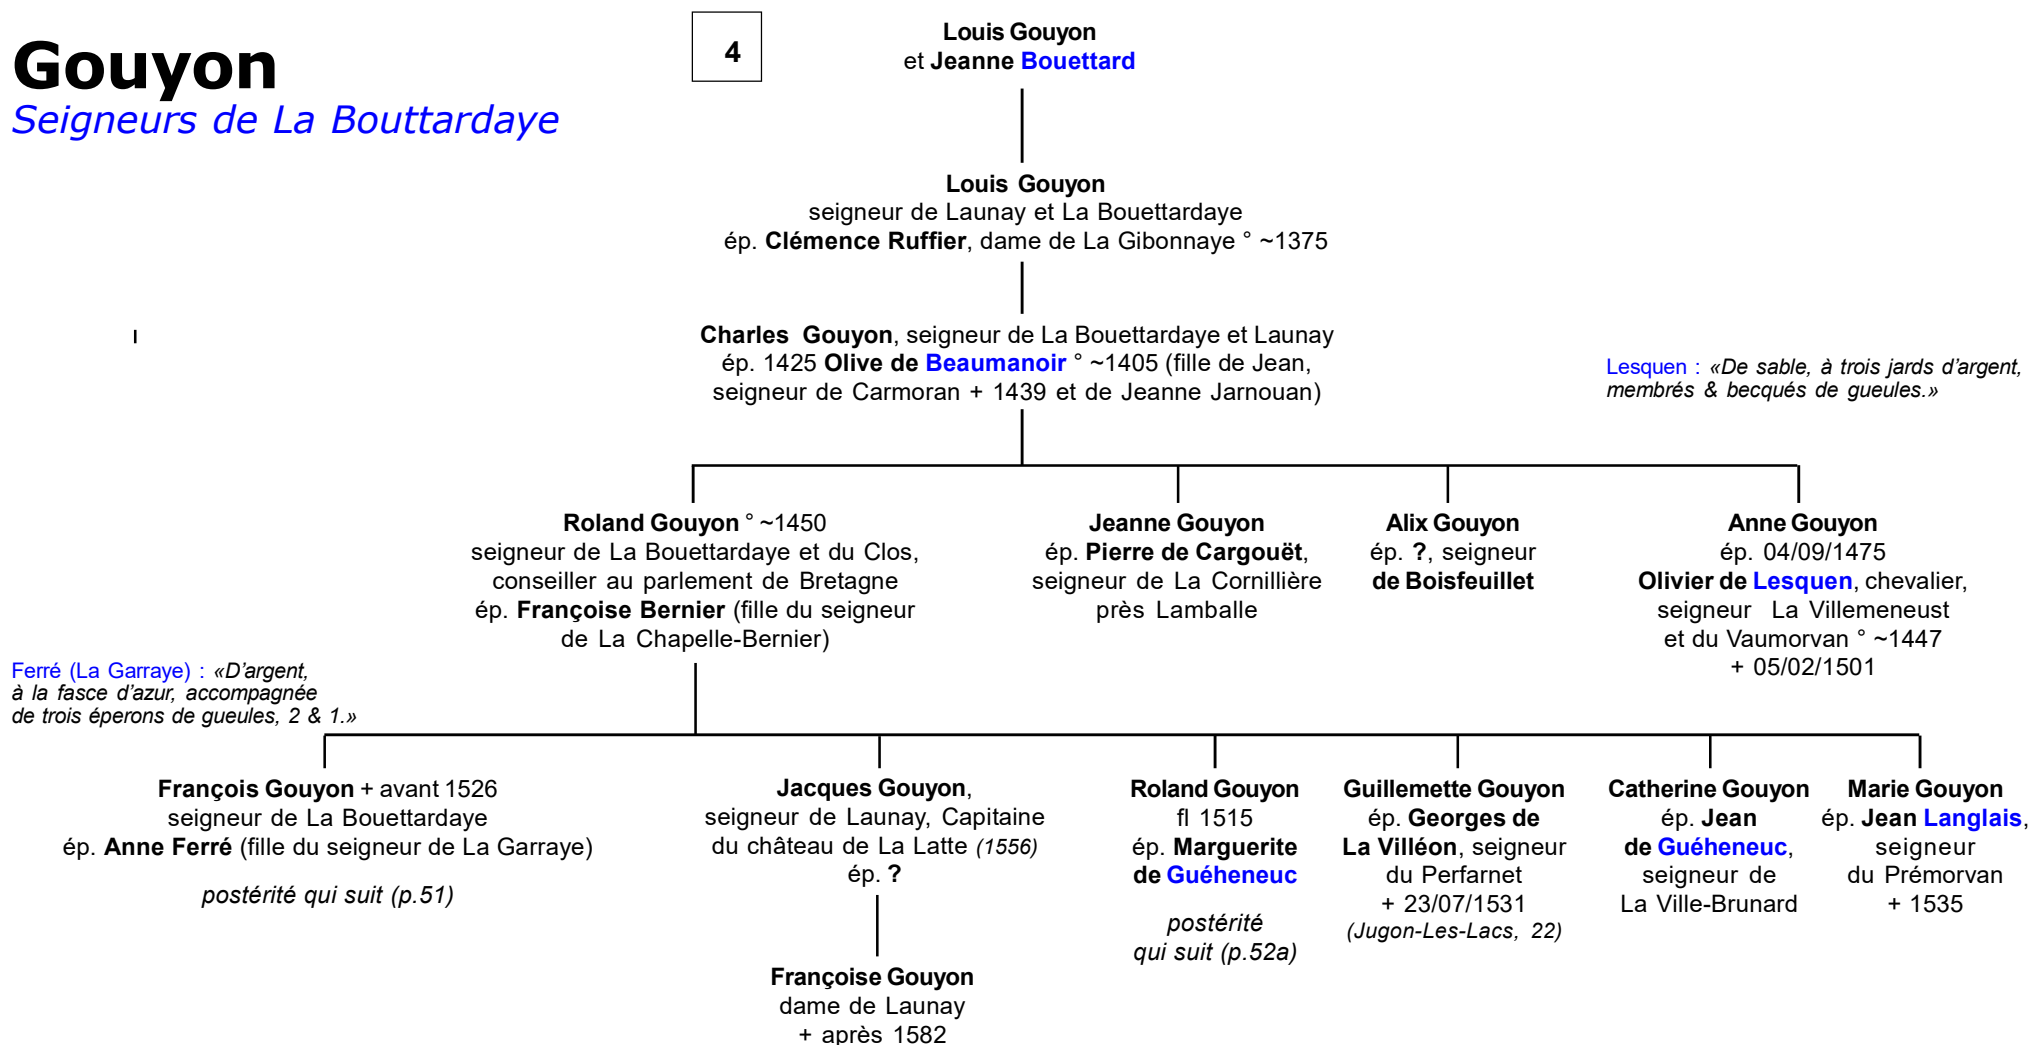 Gouyon
Seigneurs de La Bouttardaye
4
Louis Gouyon
et Jeanne Bouettard
Louis Gouyon
seigneur de Launay et La Bouettardaye
ép. Clémence Ruffier, dame de La Gibonnaye ° ~1375
Charles Gouyon, seigneur de La Bouettardaye et Launay
ép. 1425 Olive de Beaumanoir ° ~1405 (fille de Jean,
seigneur de Carmoran + 1439 et de Jeanne Jarnouan)
Lesquen : «De sable, à trois jards d’argent,
membrés & becqués de gueules.»
Roland Gouyon ° ~1450
seigneur de La Bouettardaye et du Clos,
conseiller au parlement de Bretagne
ép. Françoise Bernier (fille du seigneur
de La Chapelle-Bernier)
Jeanne Gouyon
ép. Pierre de Cargouët,
seigneur de La Cornillière
près Lamballe
Alix Gouyon
ép. ?, seigneur
de Boisfeuillet
Anne Gouyon
ép. 04/09/1475
Olivier de Lesquen, chevalier,
seigneur La Villemeneust
et du Vaumorvan ° ~1447
+ 05/02/1501
Ferré (La Garraye) : «D’argent,
à la fasce d’azur, accompagnée
de trois éperons de gueules, 2 & 1.»
François Gouyon + avant 1526
seigneur de La Bouettardaye
ép. Anne Ferré (fille du seigneur de La Garraye)
postérité qui suit (p.51)
Jacques Gouyon,
seigneur de Launay, Capitaine
du château de La Latte (1556)
ép. ?
Françoise Gouyon
dame de Launay
+ après 1582
Roland Gouyon
fl 1515
ép. Marguerite
de Guéheneuc
postérité
qui suit (p.52a)
Guillemette Gouyon
ép. Georges de
La Villéon, seigneur
du Perfarnet
+ 23/07/1531
(Jugon-Les-Lacs, 22)
Catherine Gouyon
ép. Jean
de Guéheneuc,
seigneur de
La Ville-Brunard
Marie Gouyon
ép. Jean Langlais,
seigneur
du Prémorvan
+ 1535